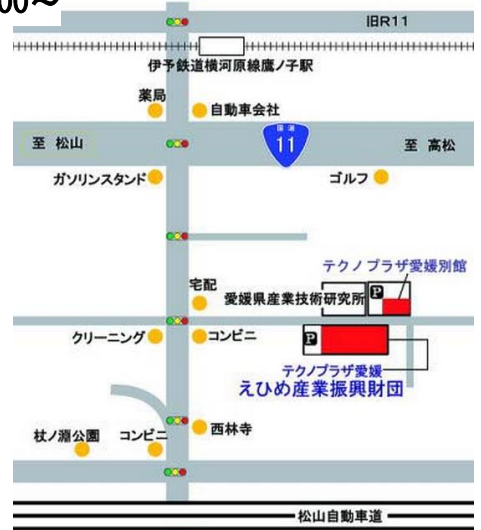 00～
旧R11
伊予鉄道横河原線鷹ノ子駅
薬局
自動車会社
至 松山
国道
11
至 高松
ガソリンスタンド
ゴルフ
テクノプラザ愛媛別館
宅配
愛媛県産業技術研究所
P
クリーニング
コンビニ
P
テクノプラザ愛媛
えひめ産業振興財団
杖ノ淵公園
コンビニ
西林寺
松山自動車道